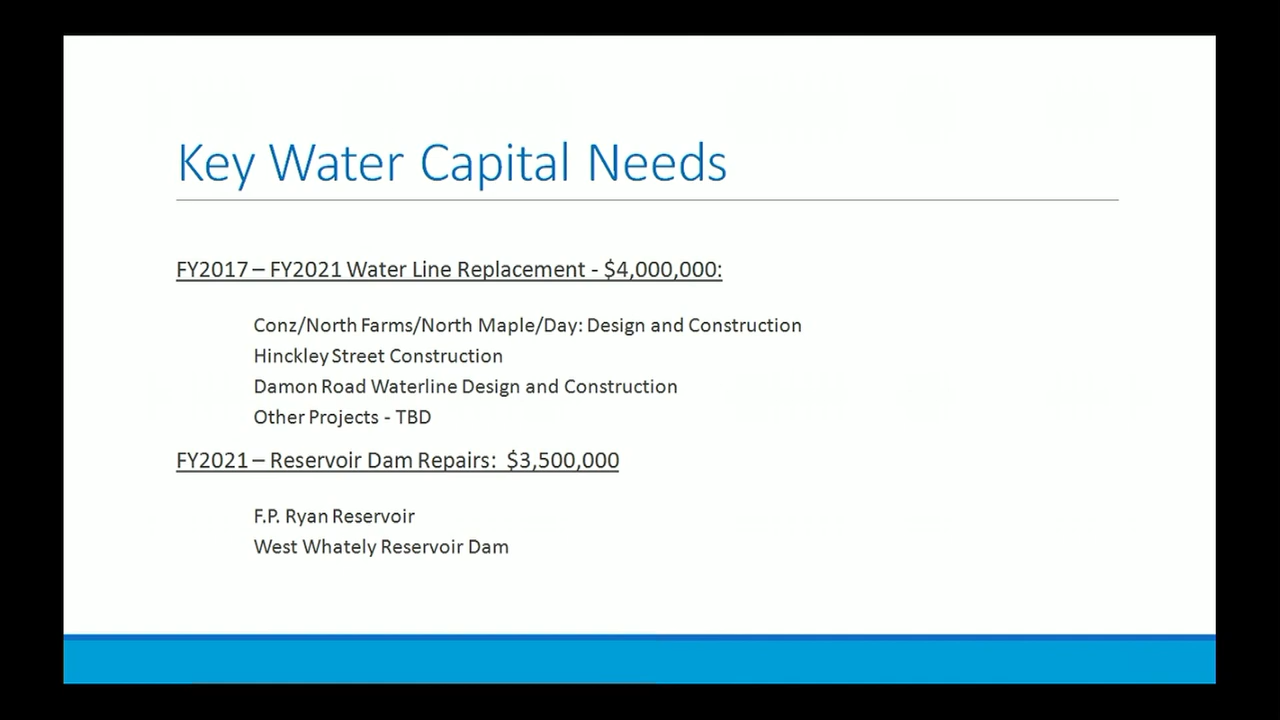 Key Water Capital Needs
FY2017 – FY2021 Water Line Replacement - $4,000,000:
Conz/North Farms/North Maple/Day: Design and Construction
Hinckley Street Construction
Damon Road Waterline Design and Construction
Other Projects - TBD
FY2021 – Reservoir Dam Repairs: $3,500,000
F.P. Ryan Reservoir
West Whately Reservoir Dam